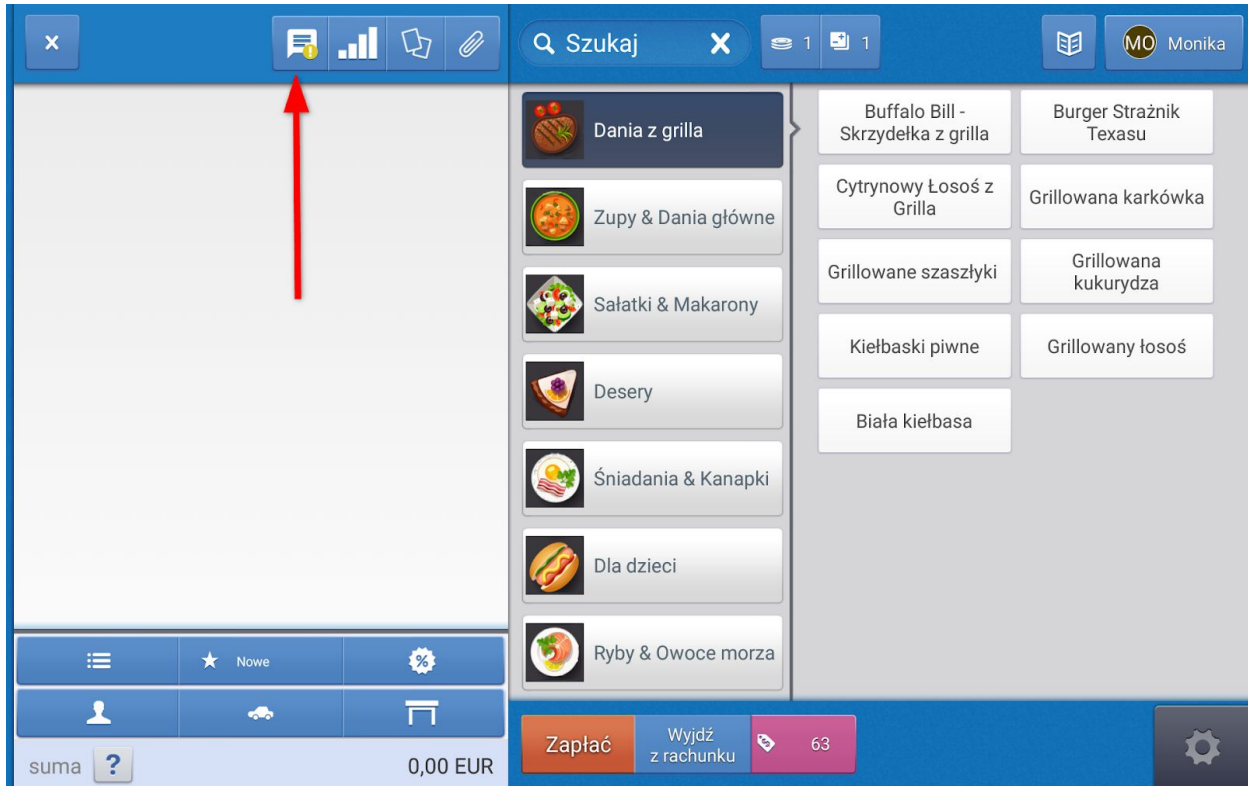 x
Szukaj X
1
1
MO Monika
Dania z grilla
Zupy & Dania główne
Sałatki & Makarony
Desery
Śniadania & Kanapki
Dla dzieci
Ryby & Owoce morza
Buffalo Bill -
Skrzydełka z grilla
Burger Strażnik
Texasu
Cytrynowy Łosoś z
Grilla
Grillowana karkówka
Grillowane szaszłyki
Grillowana
kukurydza
Kiełbaski piwne
Grillowany łosoś
Biała kiełbasa
Nowe
%
suma ? 0,00 EUR
Zapłać
Wyjdź
z rachunku
63